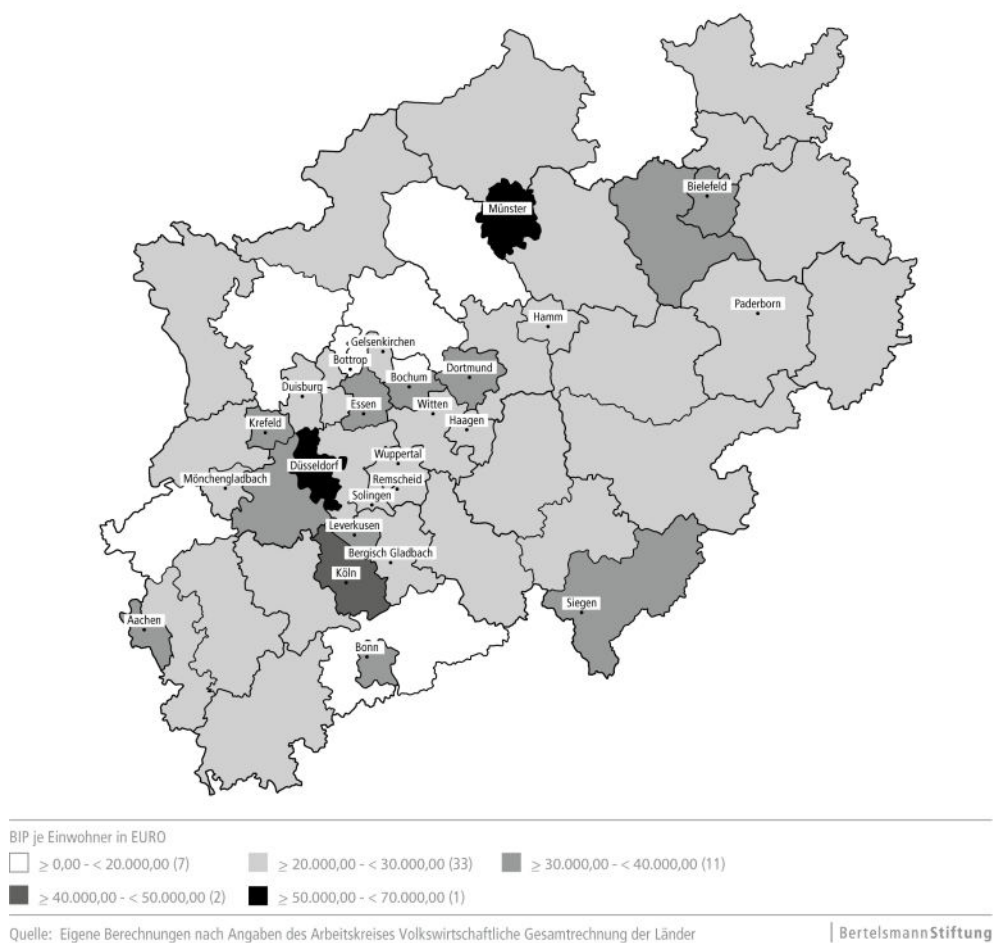 Bielefeld
Münster
Paderborn
Hamm
Gelsenkirchen
Bottrop
Dortmund
Bochum
Duisburg
Essen
Witten
Haagen
Krefeld
Wuppertal
Düsseldorf
Mönchengladbach
Remscheid
Solingen
Leverkusen
Bergisch Gladbach
Köln
Siegen
Aachen
Bonn
BIP je Einwohner in EURO
≥ 0,00 - < 20.000,00 (7)
≥ 20.000,00 - < 30.000,00 (33)
≥ 30.000,00 - < 40.000,00 (11)
≥ 40.000,00 - < 50.000,00 (2)
≥ 50.000,00 - < 70.000,00 (1)
Quelle: Eigene Berechnungen nach Angaben des Arbeitskreises Volkswirtschaftliche Gesamtrechnung der Länder
BertelsmannStiftung